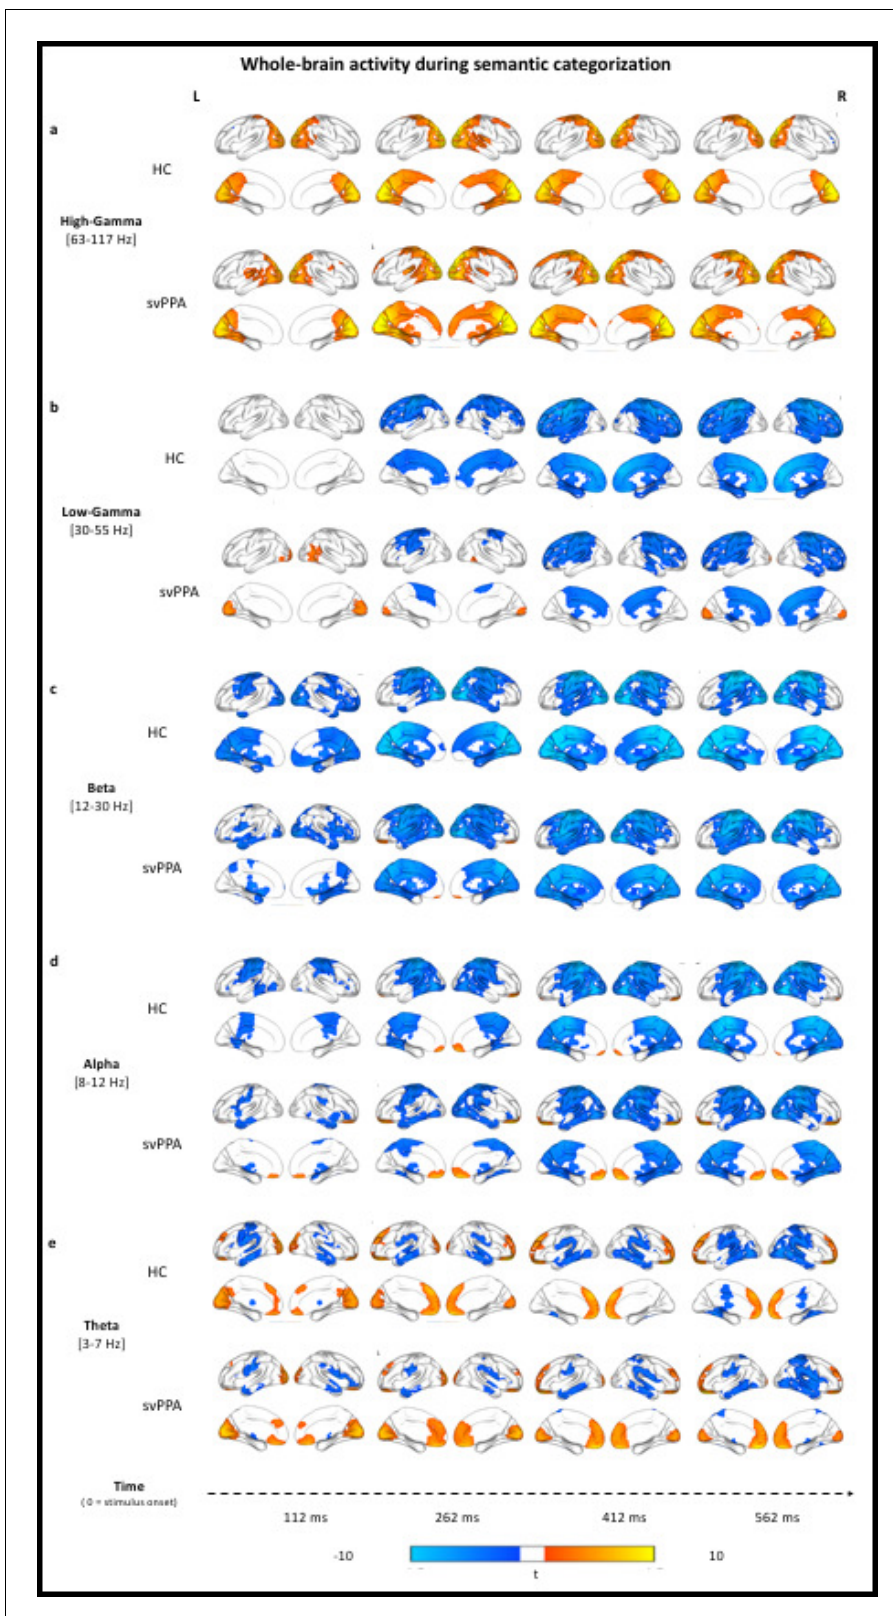 Whole-brain activity during semantic categorization
L R
a
HC
High-Gamma
[63-117 Hz]
svPPA
b
HC
Low-Gamma
[30-55 Hz]
svPPA
c
HC
Beta
[12-30 Hz]
svPPA
d
HC
Alpha
[8-12 Hz]
svPPA
e
HC
Theta
[3-7 Hz]
svPPA
Time
( 0 = stimulus onset)
112 ms 262 ms 412 ms 562 ms
-10 10
t